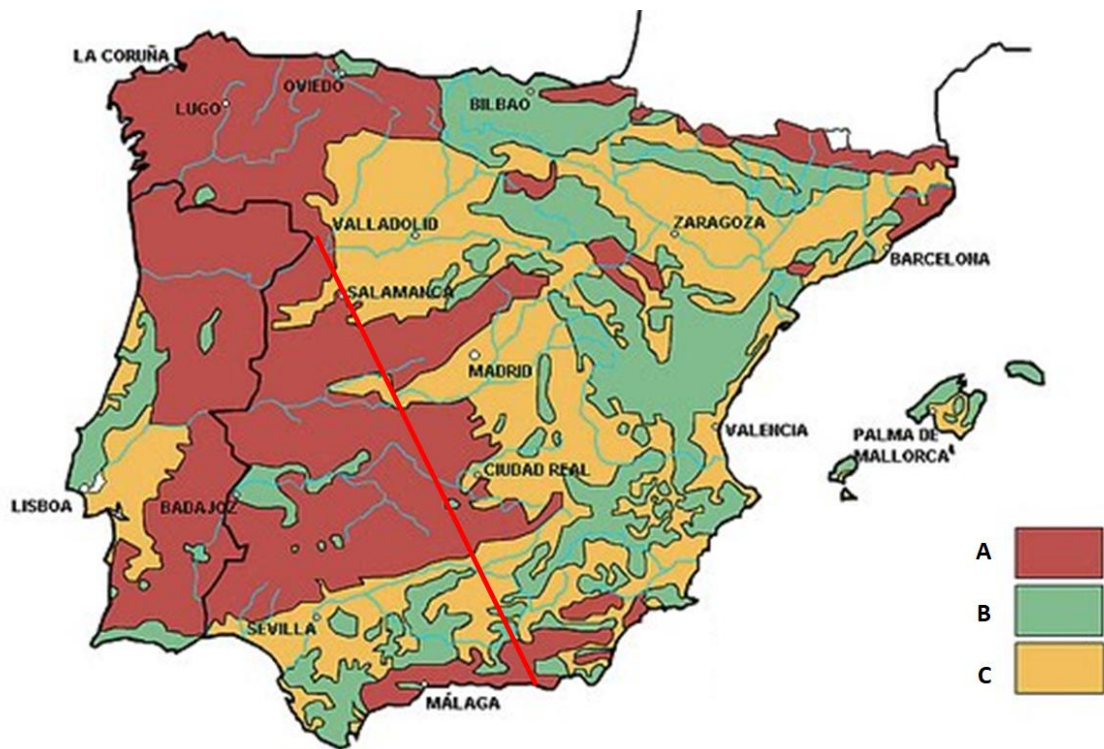 LA CORUÑA
OVIEDO
BILBAO
LUGO
VALLADOLID
ZARAGOZA
BARCELONA
SALAMANCA
MADRID
VALENCIA
PALMA DE
MALLORCA
CIUDAD REAL
LISBOA
BADAJOZ
SEVILLA
MÁLAGA
A
B
C